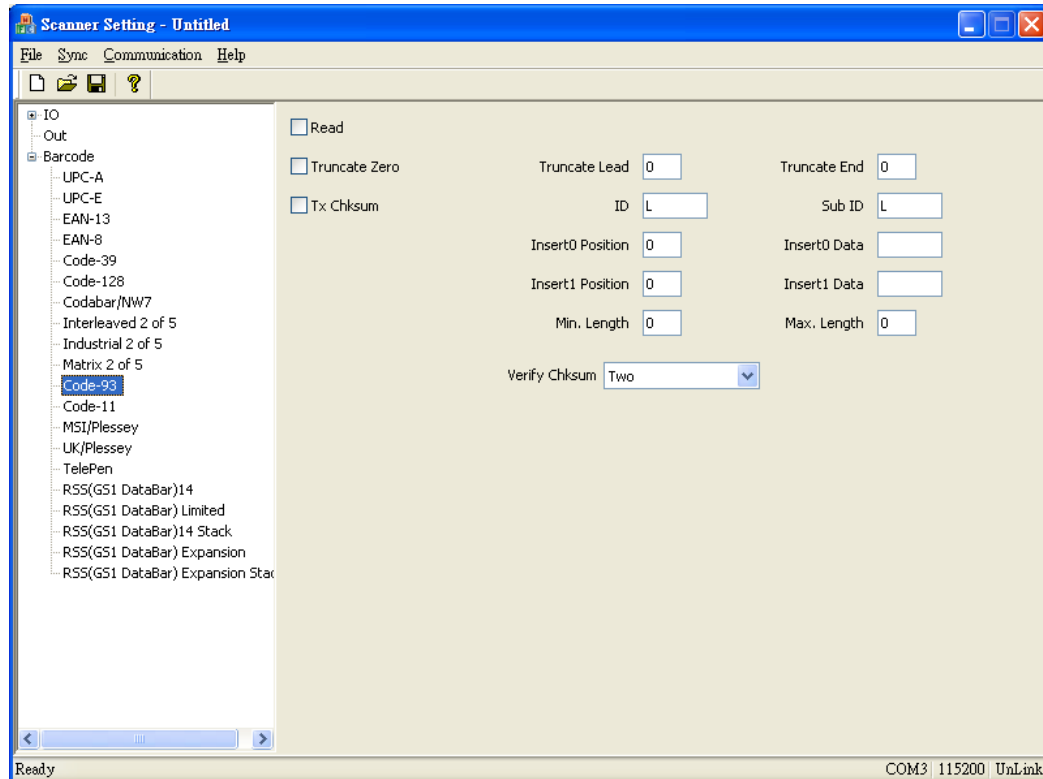 Scanner Setting - Untitled
File Sync Communication Help
IO
Out
Barcode
UPC-A
UPC-E
EAN-13
EAN-8
Code-39
Code-128
Codabar/NW7
Interleaved 2 of 5
Industrial 2 of 5
Matrix 2 of 5
Code-93
Code-11
MSI/Plessey
UK/Plessey
TelePen
RSS(GS1 DataBar)14
RSS(GS1 DataBar) Limited
RSS(GS1 DataBar)14 Stack
RSS(GS1 DataBar) Expansion
RSS(GS1 DataBar) Expansion Stac
Read
Truncate Zero Truncate Lead 0 Truncate End 0
Tx Chksum ID L Sub ID L
Insert0 Position 0 Insert0 Data
Insert1 Position 0 Insert1 Data
Min. Length 0 Max. Length 0
Verify Chksum Two
Ready COM3 115200 UnLink